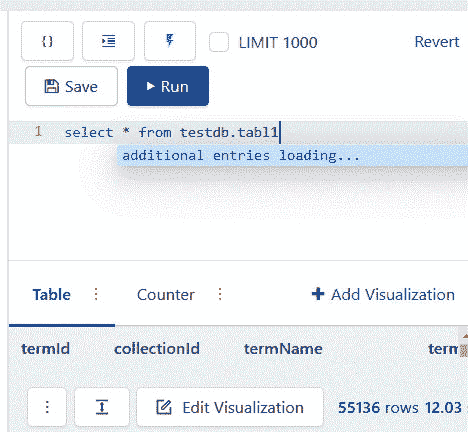 {} LIMIT 1000 Revert
Save Run
1 select * from testdb.tabl1
additional entries loading...
Table Counter + Add Visualization
termId collectionId termName term
Edit Visualization 55136 rows 12.03